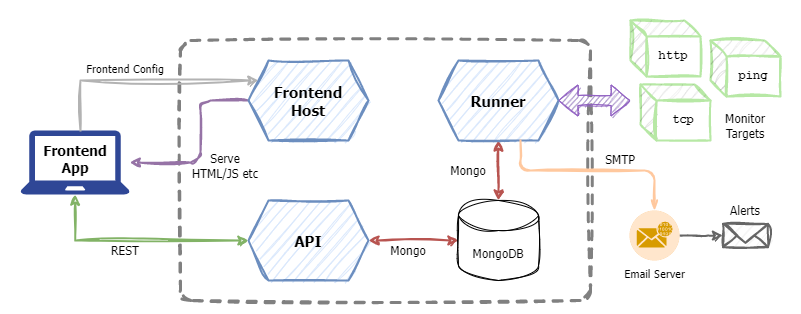 Frontend Config
Frontend
Host
Runner
http
ping
tcp
Monitor
Targets
Frontend
App
Serve
HTML/JS etc
Mongo
SMTP
REST
API
Mongo
MongoDB
Alerts
Email Server